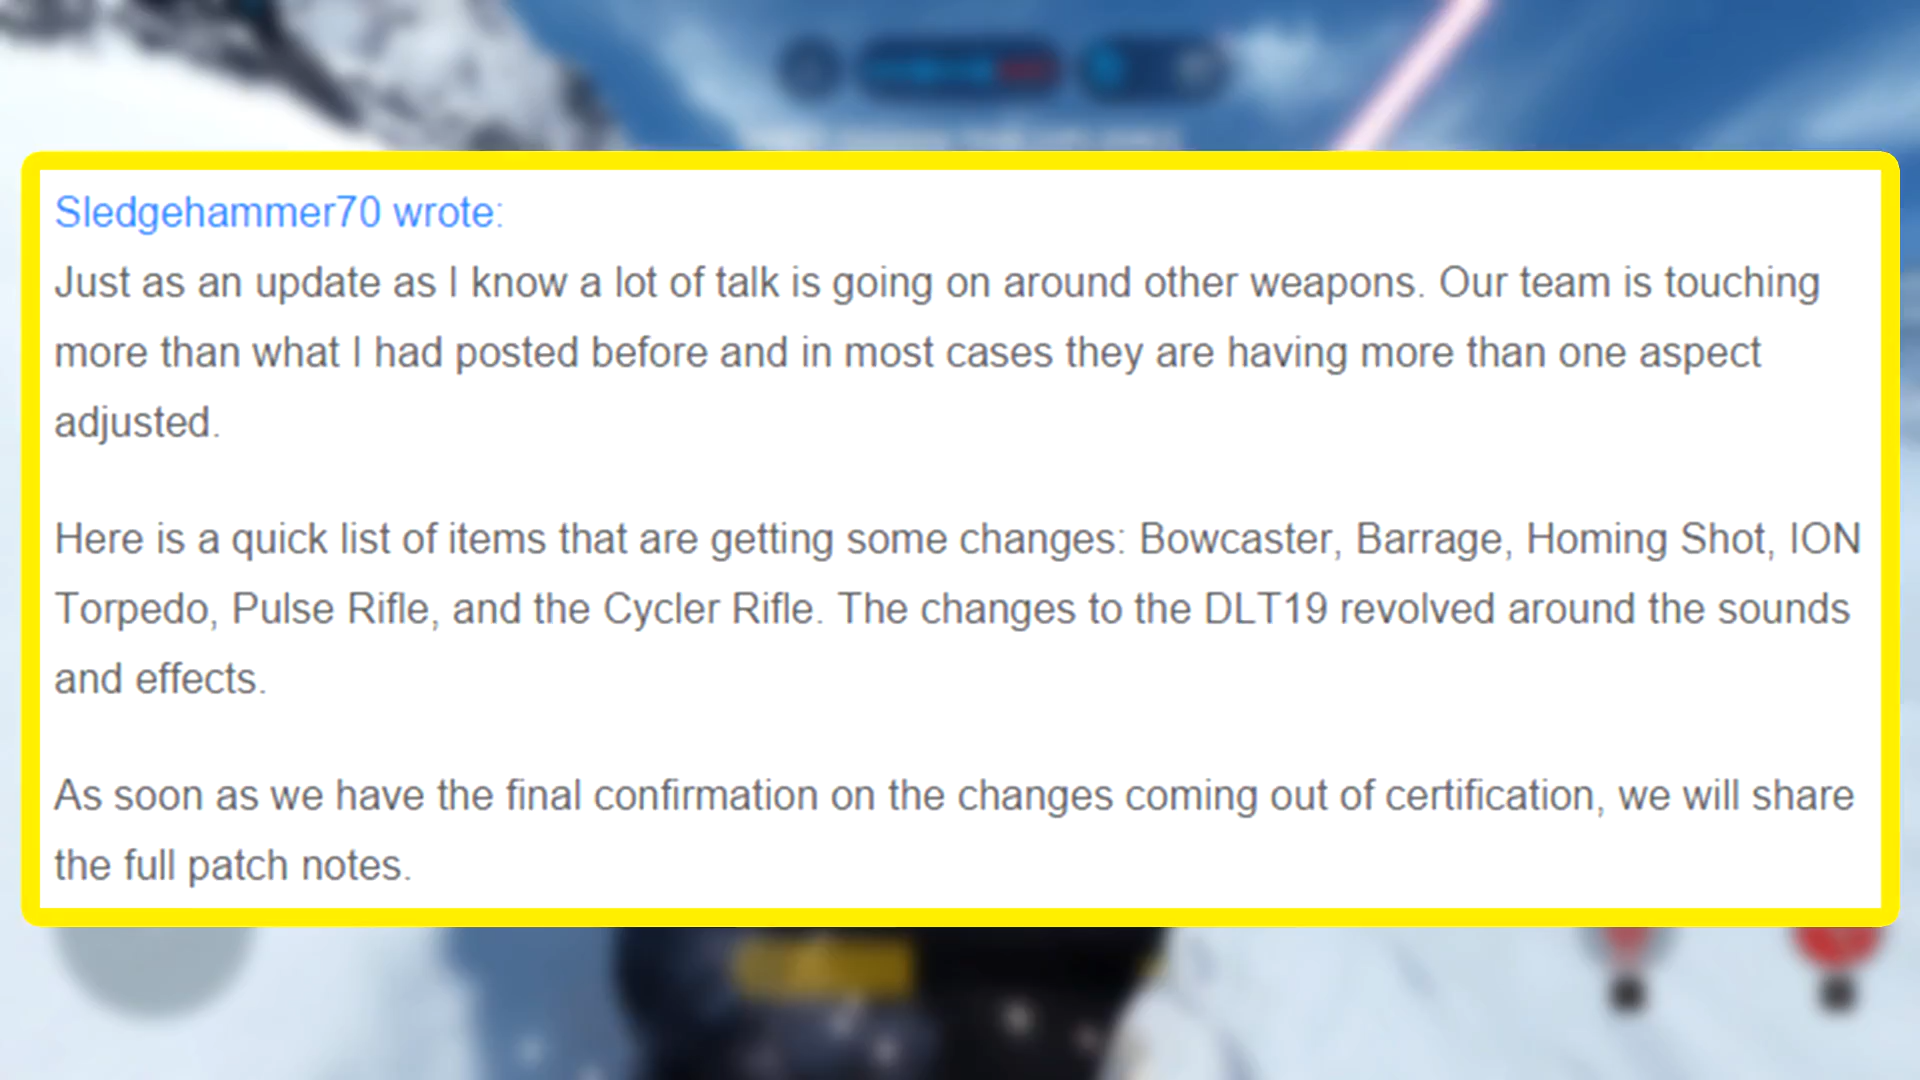 Sledgehammer70 wrote:
Just as an update as I know a lot of talk is going on around other weapons. Our team is touching
more than what I had posted before and in most cases they are having more than one aspect
adjusted.
Here is a quick list of items that are getting some changes: Bowcaster, Barrage, Homing Shot, ION
Torpedo, Pulse Rifle, and the Cycler Rifle. The changes to the DLT19 revolved around the sounds
and effects.
As soon as we have the final confirmation on the changes coming out of certification, we will share
the full patch notes.